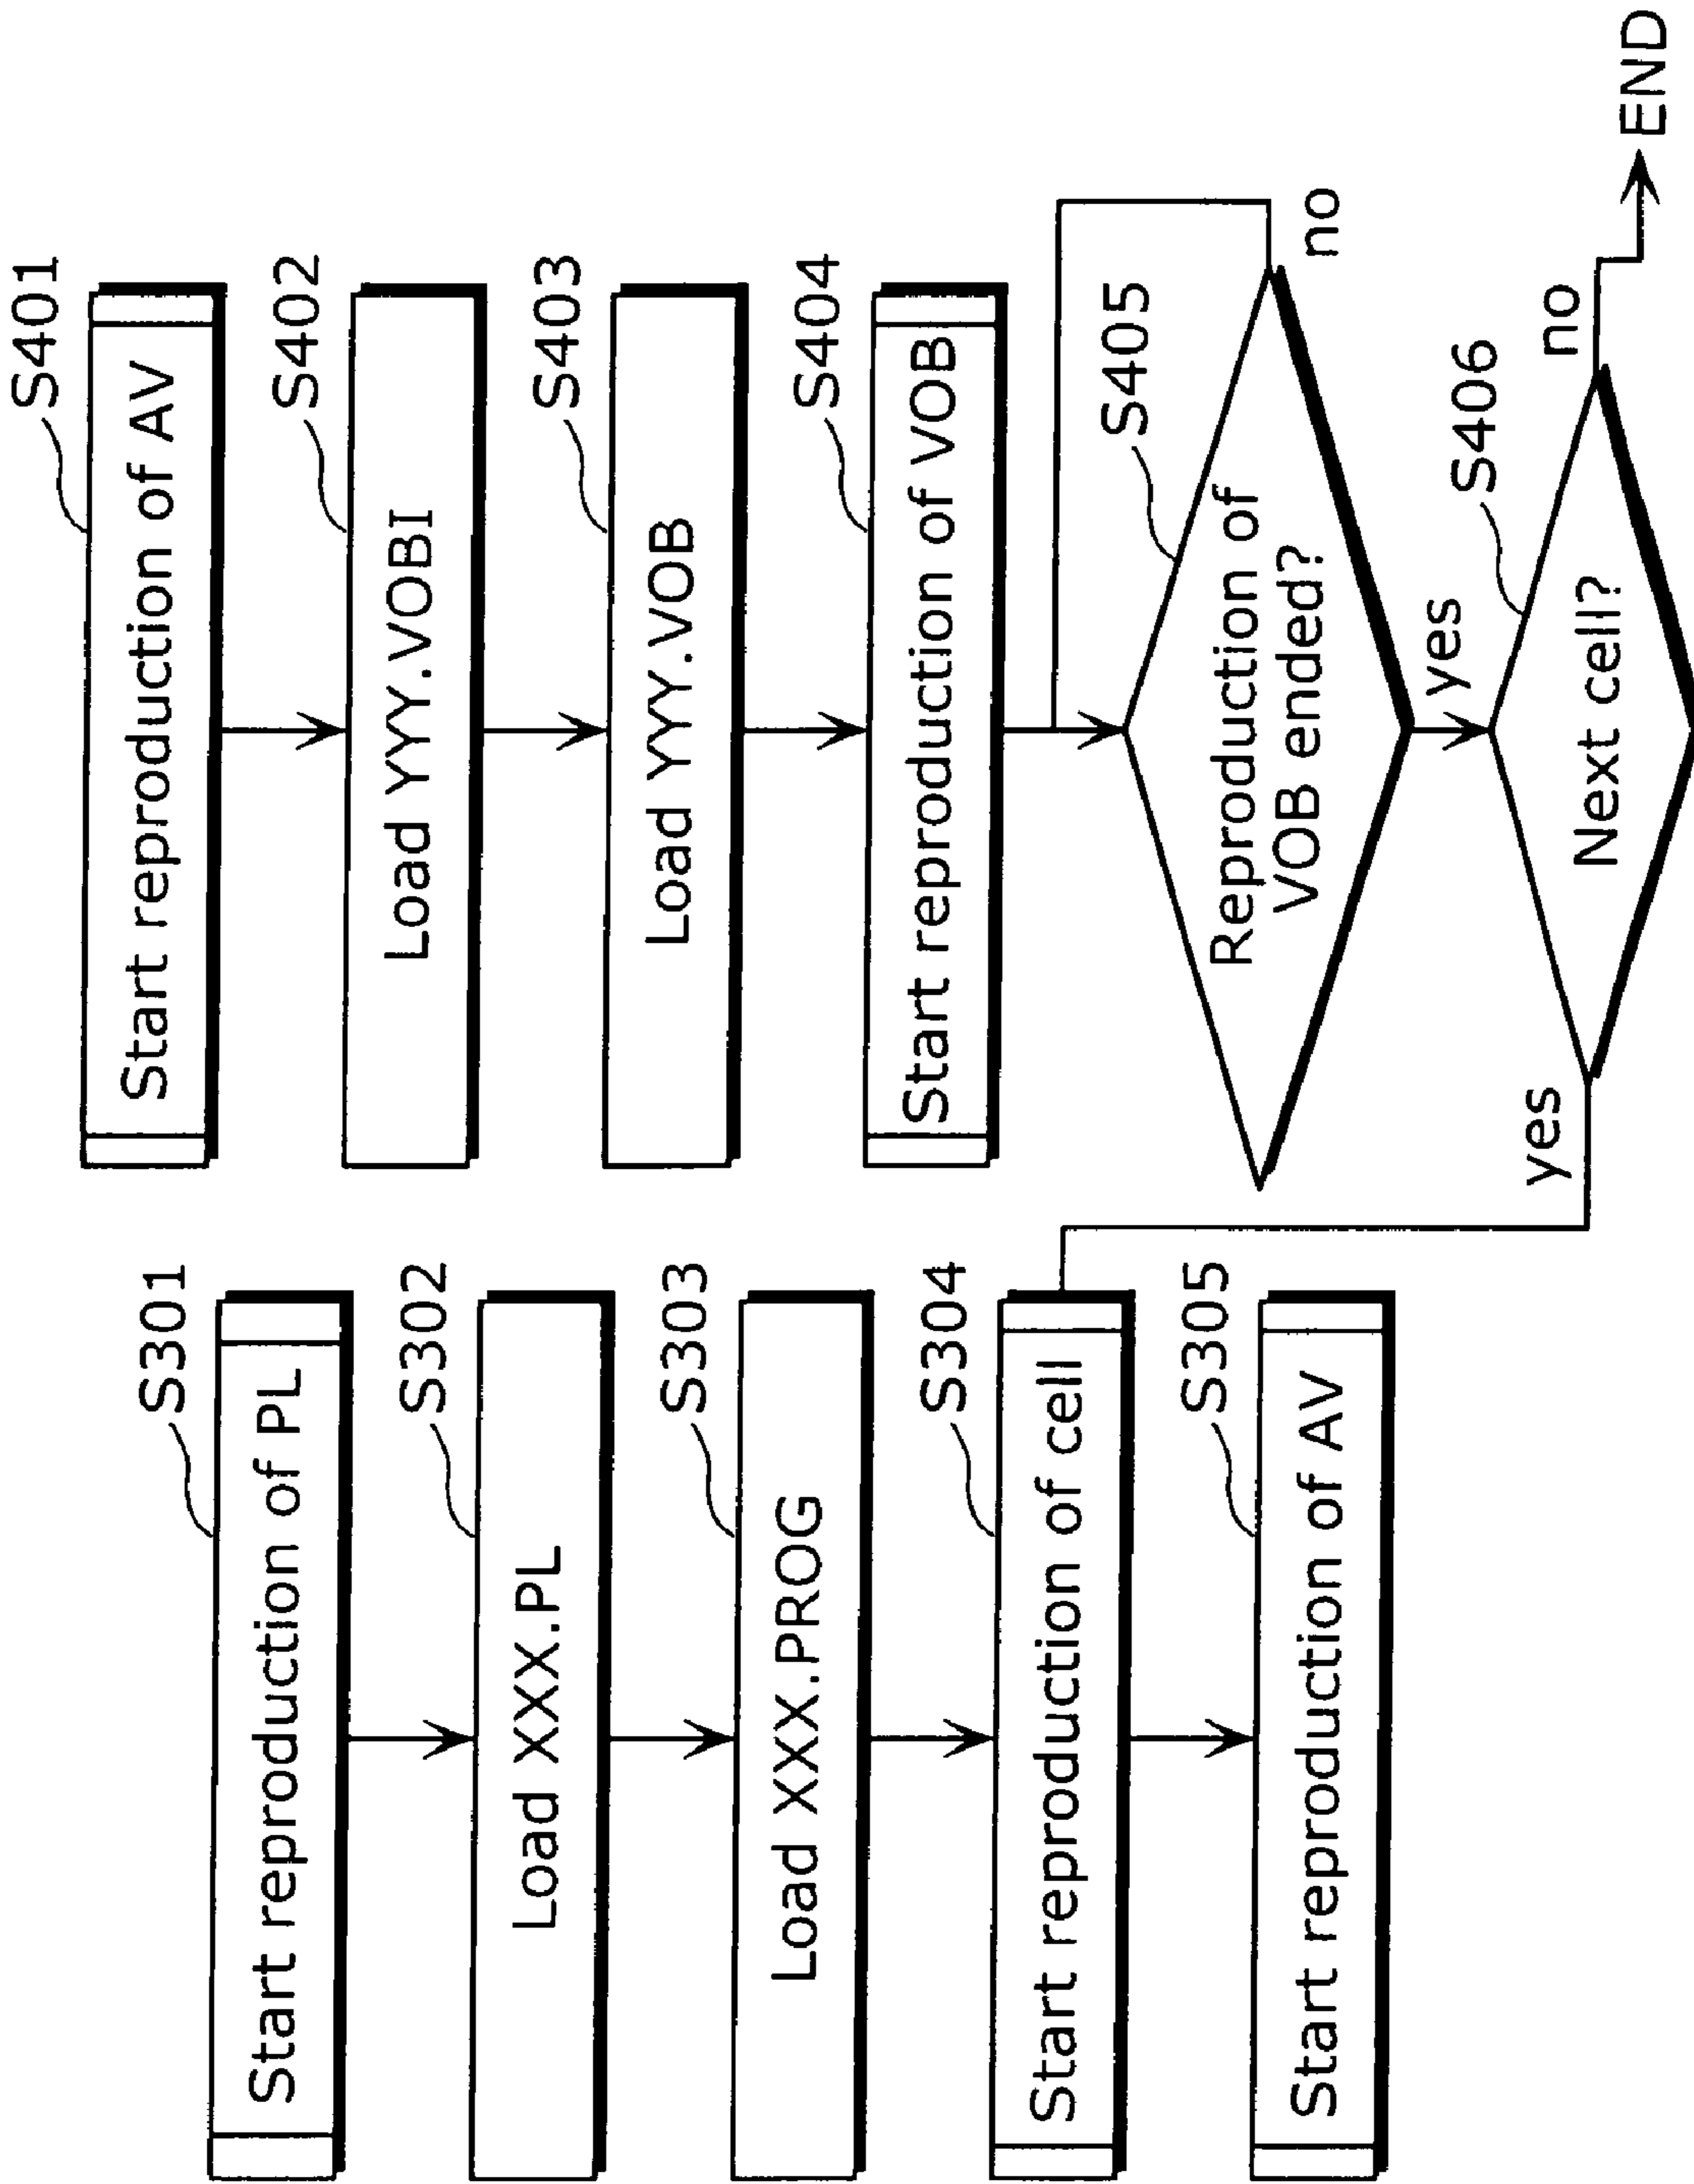 S301
Start reproduction of PL
S302
Load XXX.PL
S303
Load XXX.PROG
S304
Start reproduction of cell
S305
Start reproduction of AV
S401
Start reproduction of AV
S402
Load YYY.VOBI
S403
Load YYY.VOB
S404
Start reproduction of VOB
S405
Reproduction of
VOB ended?
no
yes
S406
Next cell?
yes
no
END